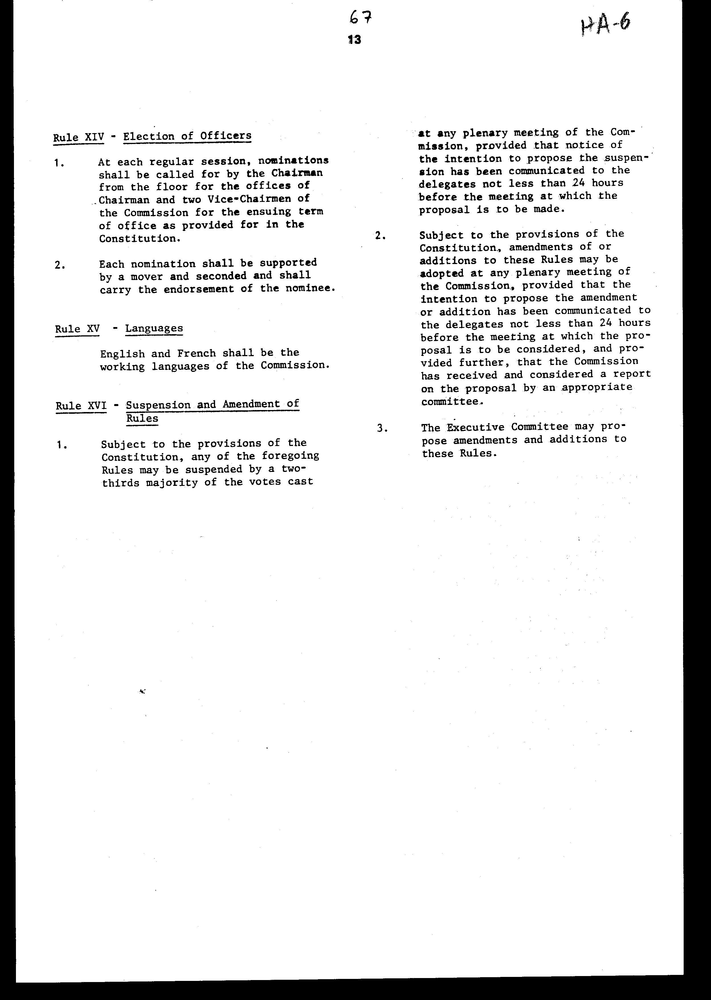 67
HA-6
13
Rule XIV - Election of Officers
1. At each regular session, nominations
shall be called for by the Chairman
from the floor for the offices of
Chairman and two Vice-Chairmen of
the Commission for the ensuing term
of office as provided for in the
Constitution.
2. Each nomination shall be supported
by a mover and seconded and shall
carry the endorsement of the nominee.
Rule XV - Languages
English and French shall be the
working languages of the Commission.
Rule XVI - Suspension and Amendment of
Rules
1. Subject to the provisions of the
Constitution, any of the foregoing
Rules may be suspended by a two-
thirds majority of the votes cast
at any plenary meeting of the Com-
mission, provided that notice of
the intention to propose the suspen-
sion has been communicated to the
delegates not less than 24 hours
before the meeting at which the
proposal is to be made.
2. Subject to the provisions of the
Constitution, amendments of or
additions to these Rules may be
adopted at any plenary meeting of
the Commission, provided that the
intention to propose the amendment
or addition has been communicated to
the delegates not less than 24 hours
before the meeting at which the pro-
posal is to be considered, and pro-
vided further, that the Commission
has received and considered a report
on the proposal by an appropriate
committee.
3. The Executive Committee may pro-
pose amendments and additions to
these Rules.